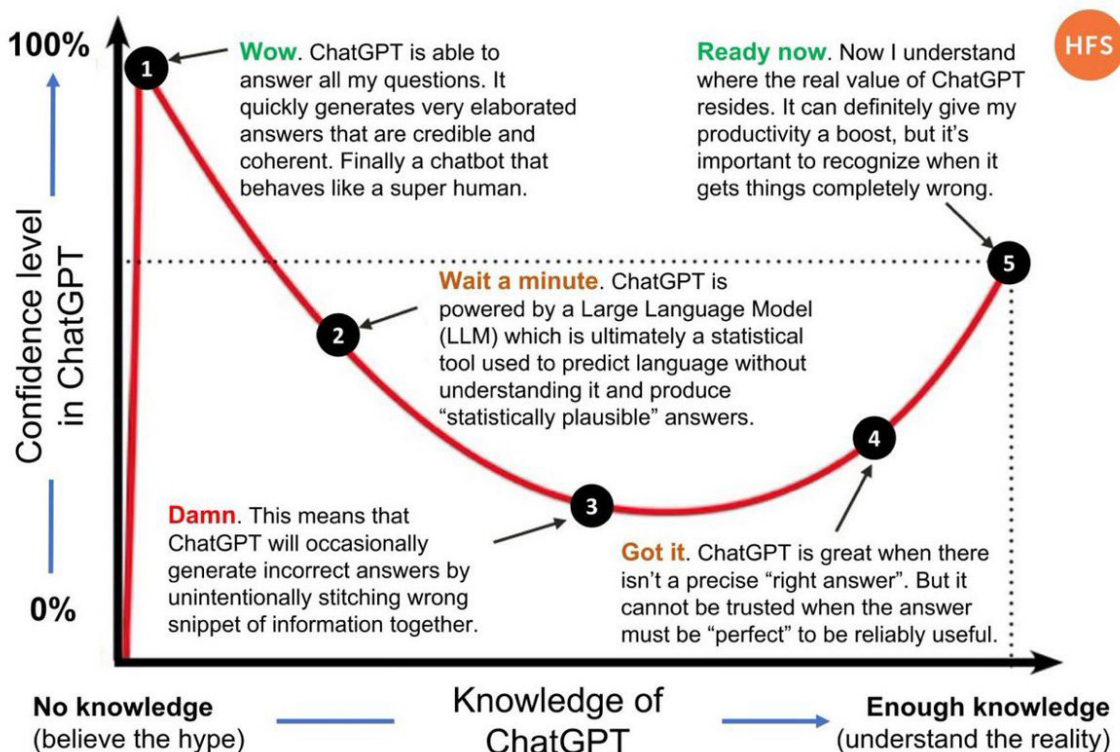 HFS
100%
0%
Confidence level
in ChatGPT
1
Wow. ChatGPT is able to
answer all my questions. It
quickly generates very elaborated
answers that are credible and
coherent. Finally a chatbot that
behaves like a super human.
Ready now. Now I understand
where the real value of ChatGPT
resides. It can definitely give my
productivity a boost, but it's
important to recognize when it
gets things completely wrong.
5
2
Wait a minute. ChatGPT is
powered by a Large Language Model
(LLM) which is ultimately a statistical
tool used to predict language without
understanding it and produce
“statistically plausible” answers.
4
3
Damn. This means that
ChatGPT will occasionally
generate incorrect answers by
unintentionally stitching wrong
snippet of information together.
Got it. ChatGPT is great when there
isn't a precise “right answer”. But it
cannot be trusted when the answer
must be “perfect” to be reliably useful.
No knowledge
(believe the hype)
Knowledge of
ChatGPT
Enough knowledge
(understand the reality)